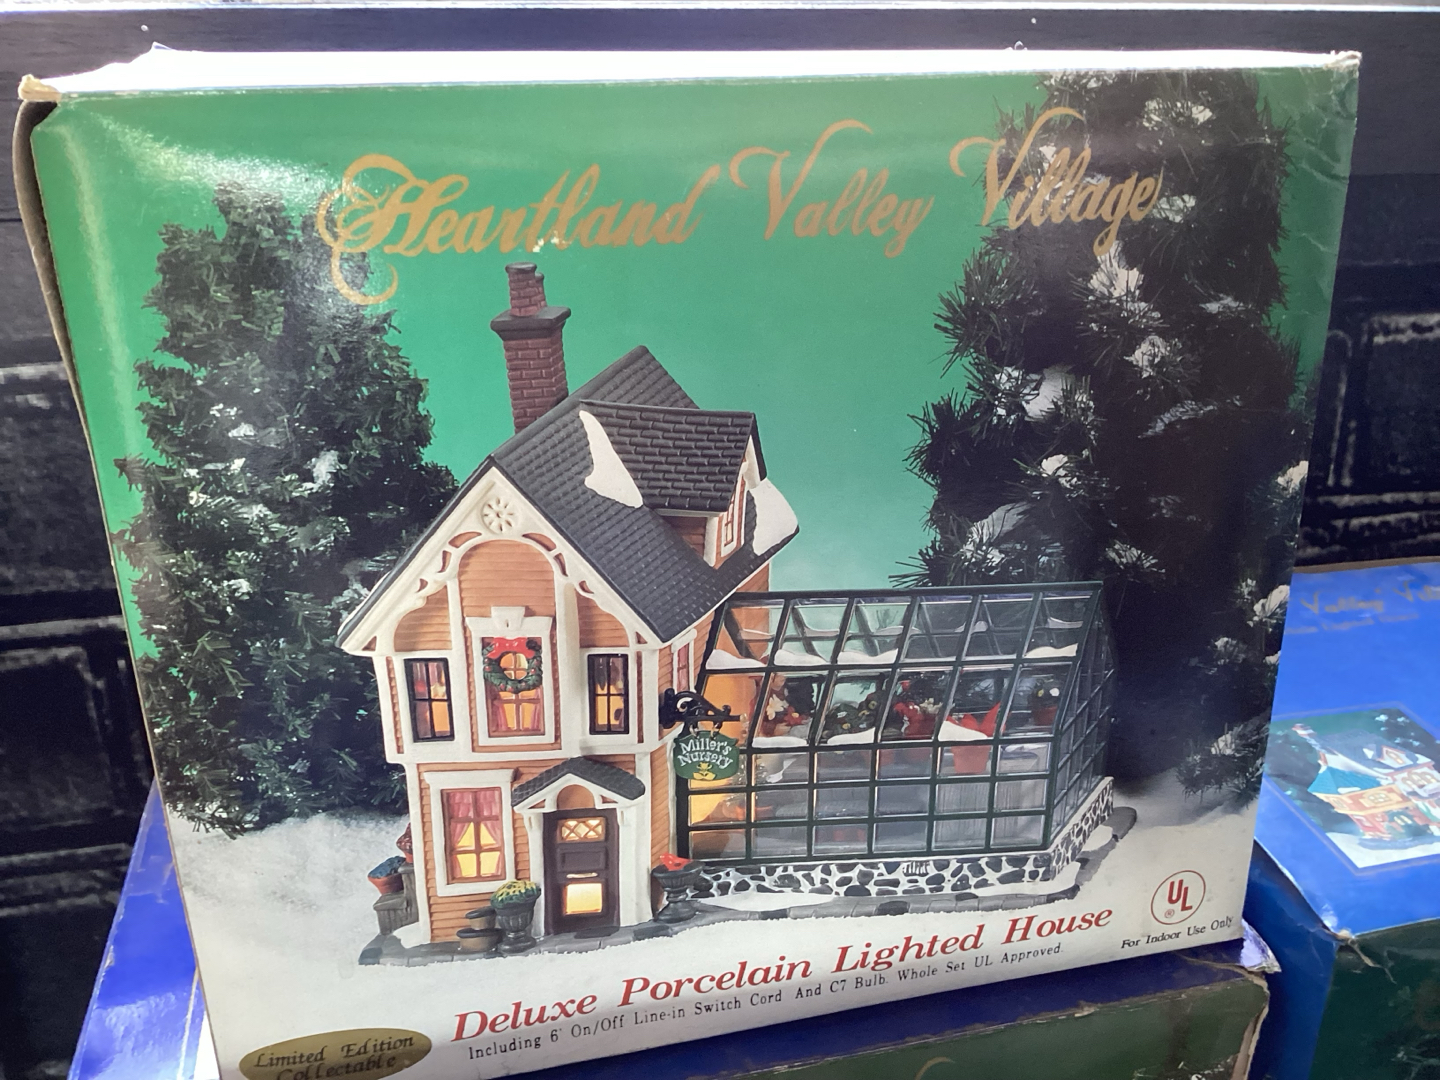 Heartland Valley Village
Miller's
Nursery
UL
®
For Indoor Use Only
Deluxe Porcelain Lighted House
Including 6' On/Off Line-in Switch Cord And C7 Bulb. Whole Set UL Approved.
Limited Edition
Collectable
Valley